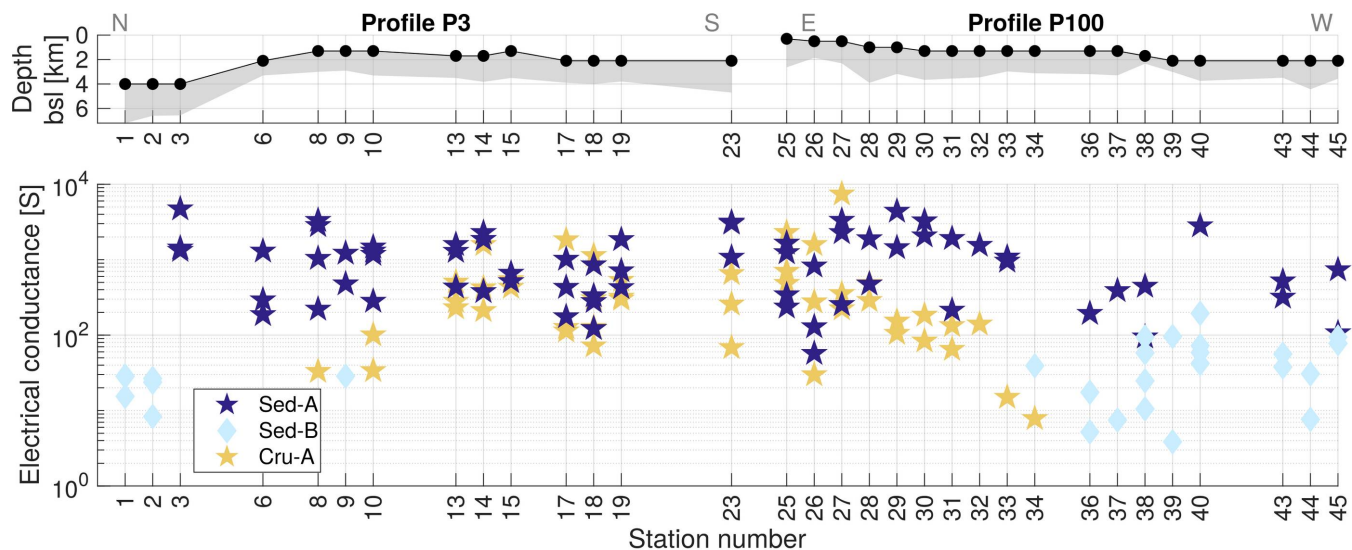 N Profile P3 S E Profile P100 W
Depth
bsl [km]
0
2
4
6
1 2 3 6 8 9 10 13 14 15 17 18 19 23 25 26 27 28 29 30 31 32 33 34 36 37 38 39 40 43 44 45
Electrical conductance [S]
10^4
10^2
10^0
Sed-A
Sed-B
Cru-A
1 2 3 6 8 9 10 13 14 15 17 18 19 23 25 26 27 28 29 30 31 32 33 34 36 37 38 39 40 43 44 45
Station number